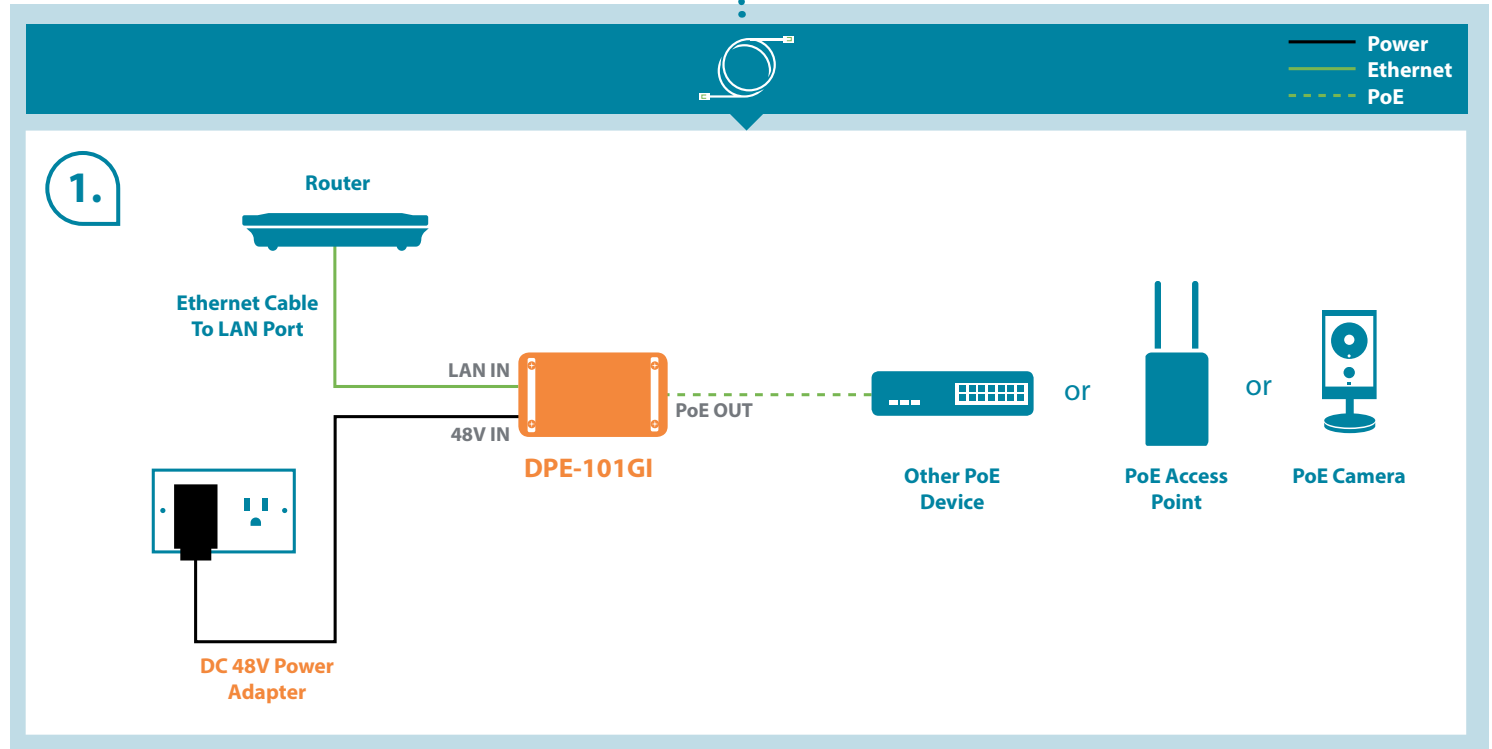 Power
Ethernet
PoE
1.
Router
Ethernet Cable
To LAN Port
LAN IN
48V IN
PoE OUT
DPE-101GI
or
or
Other PoE
Device
PoE Access
Point
PoE Camera
DC 48V Power
Adapter